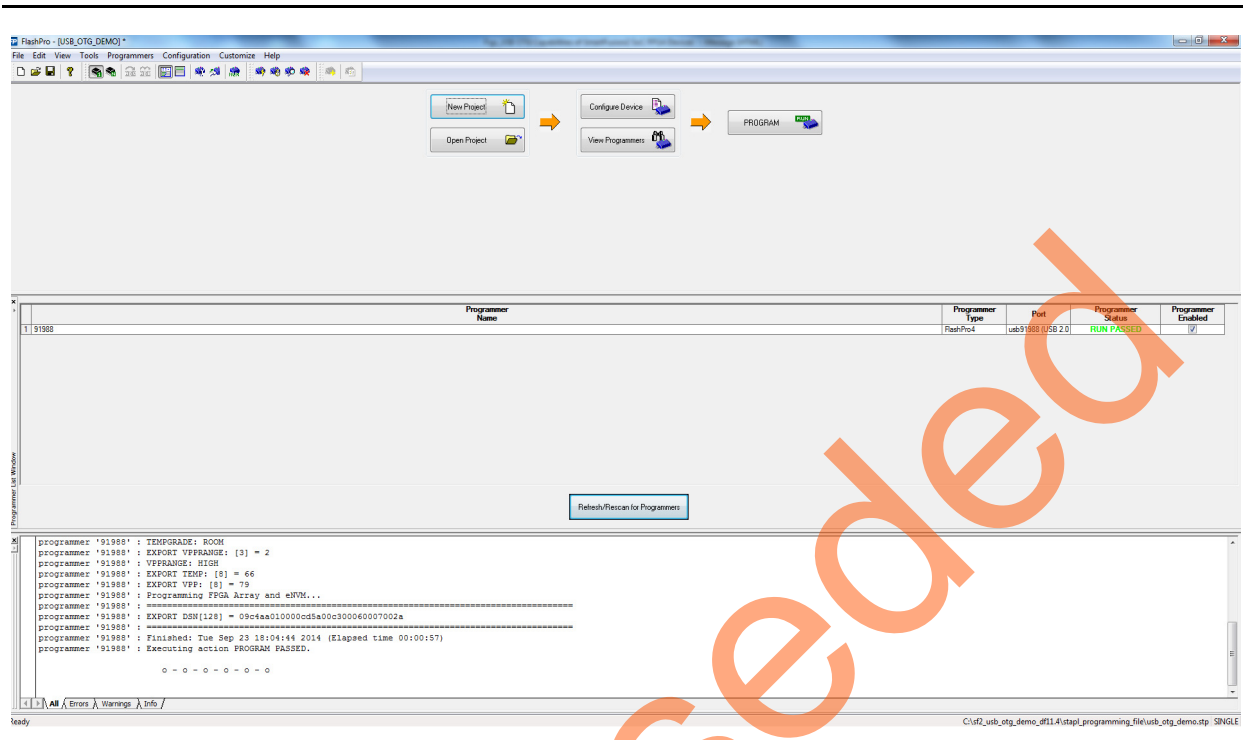 FlashPro - [USB_OTG_DEMO] *
File Edit View Tools Programmers Configuration Customize Help
New Project
Configure Device
PROGRAM
RUN
Open Project
View Programmers
Programmer Name
Programmer Type
Port
Programmer Status
Programmer Enabled
1 91988 FlashPro4 usb91988 (USB 2.0 RUN PASSED
Programmer List Window
Refresh/Rescan for Programmers
programmer '91988' : TEMPGRADE: ROOM
programmer '91988' : EXPORT VPPRANGE: [3] = 2
programmer '91988' : VPPRANGE: HIGH
programmer '91988' : EXPORT TEMP: [8] = 66
programmer '91988' : EXPORT VPP: [8] = 79
programmer '91988' : Programming FPGA Array and eNVM...
programmer '91988' : ===========================================================================
programmer '91988' : EXPORT DSN[128] = 09c4aa010000cd5a00c300060007002a
programmer '91988' : ===========================================================================
programmer '91988' : Finished: Tue Sep 23 18:04:44 2014 (Elapsed time 00:00:57)
programmer '91988' : Executing action PROGRAM PASSED.
o - o - o - o - o - o
All Errors Warnings Info
Ready
C:\sf2_usb_otg_demo_df11.4\stapl_programming_file\usb_otg_demo.stp SINGLE
eded